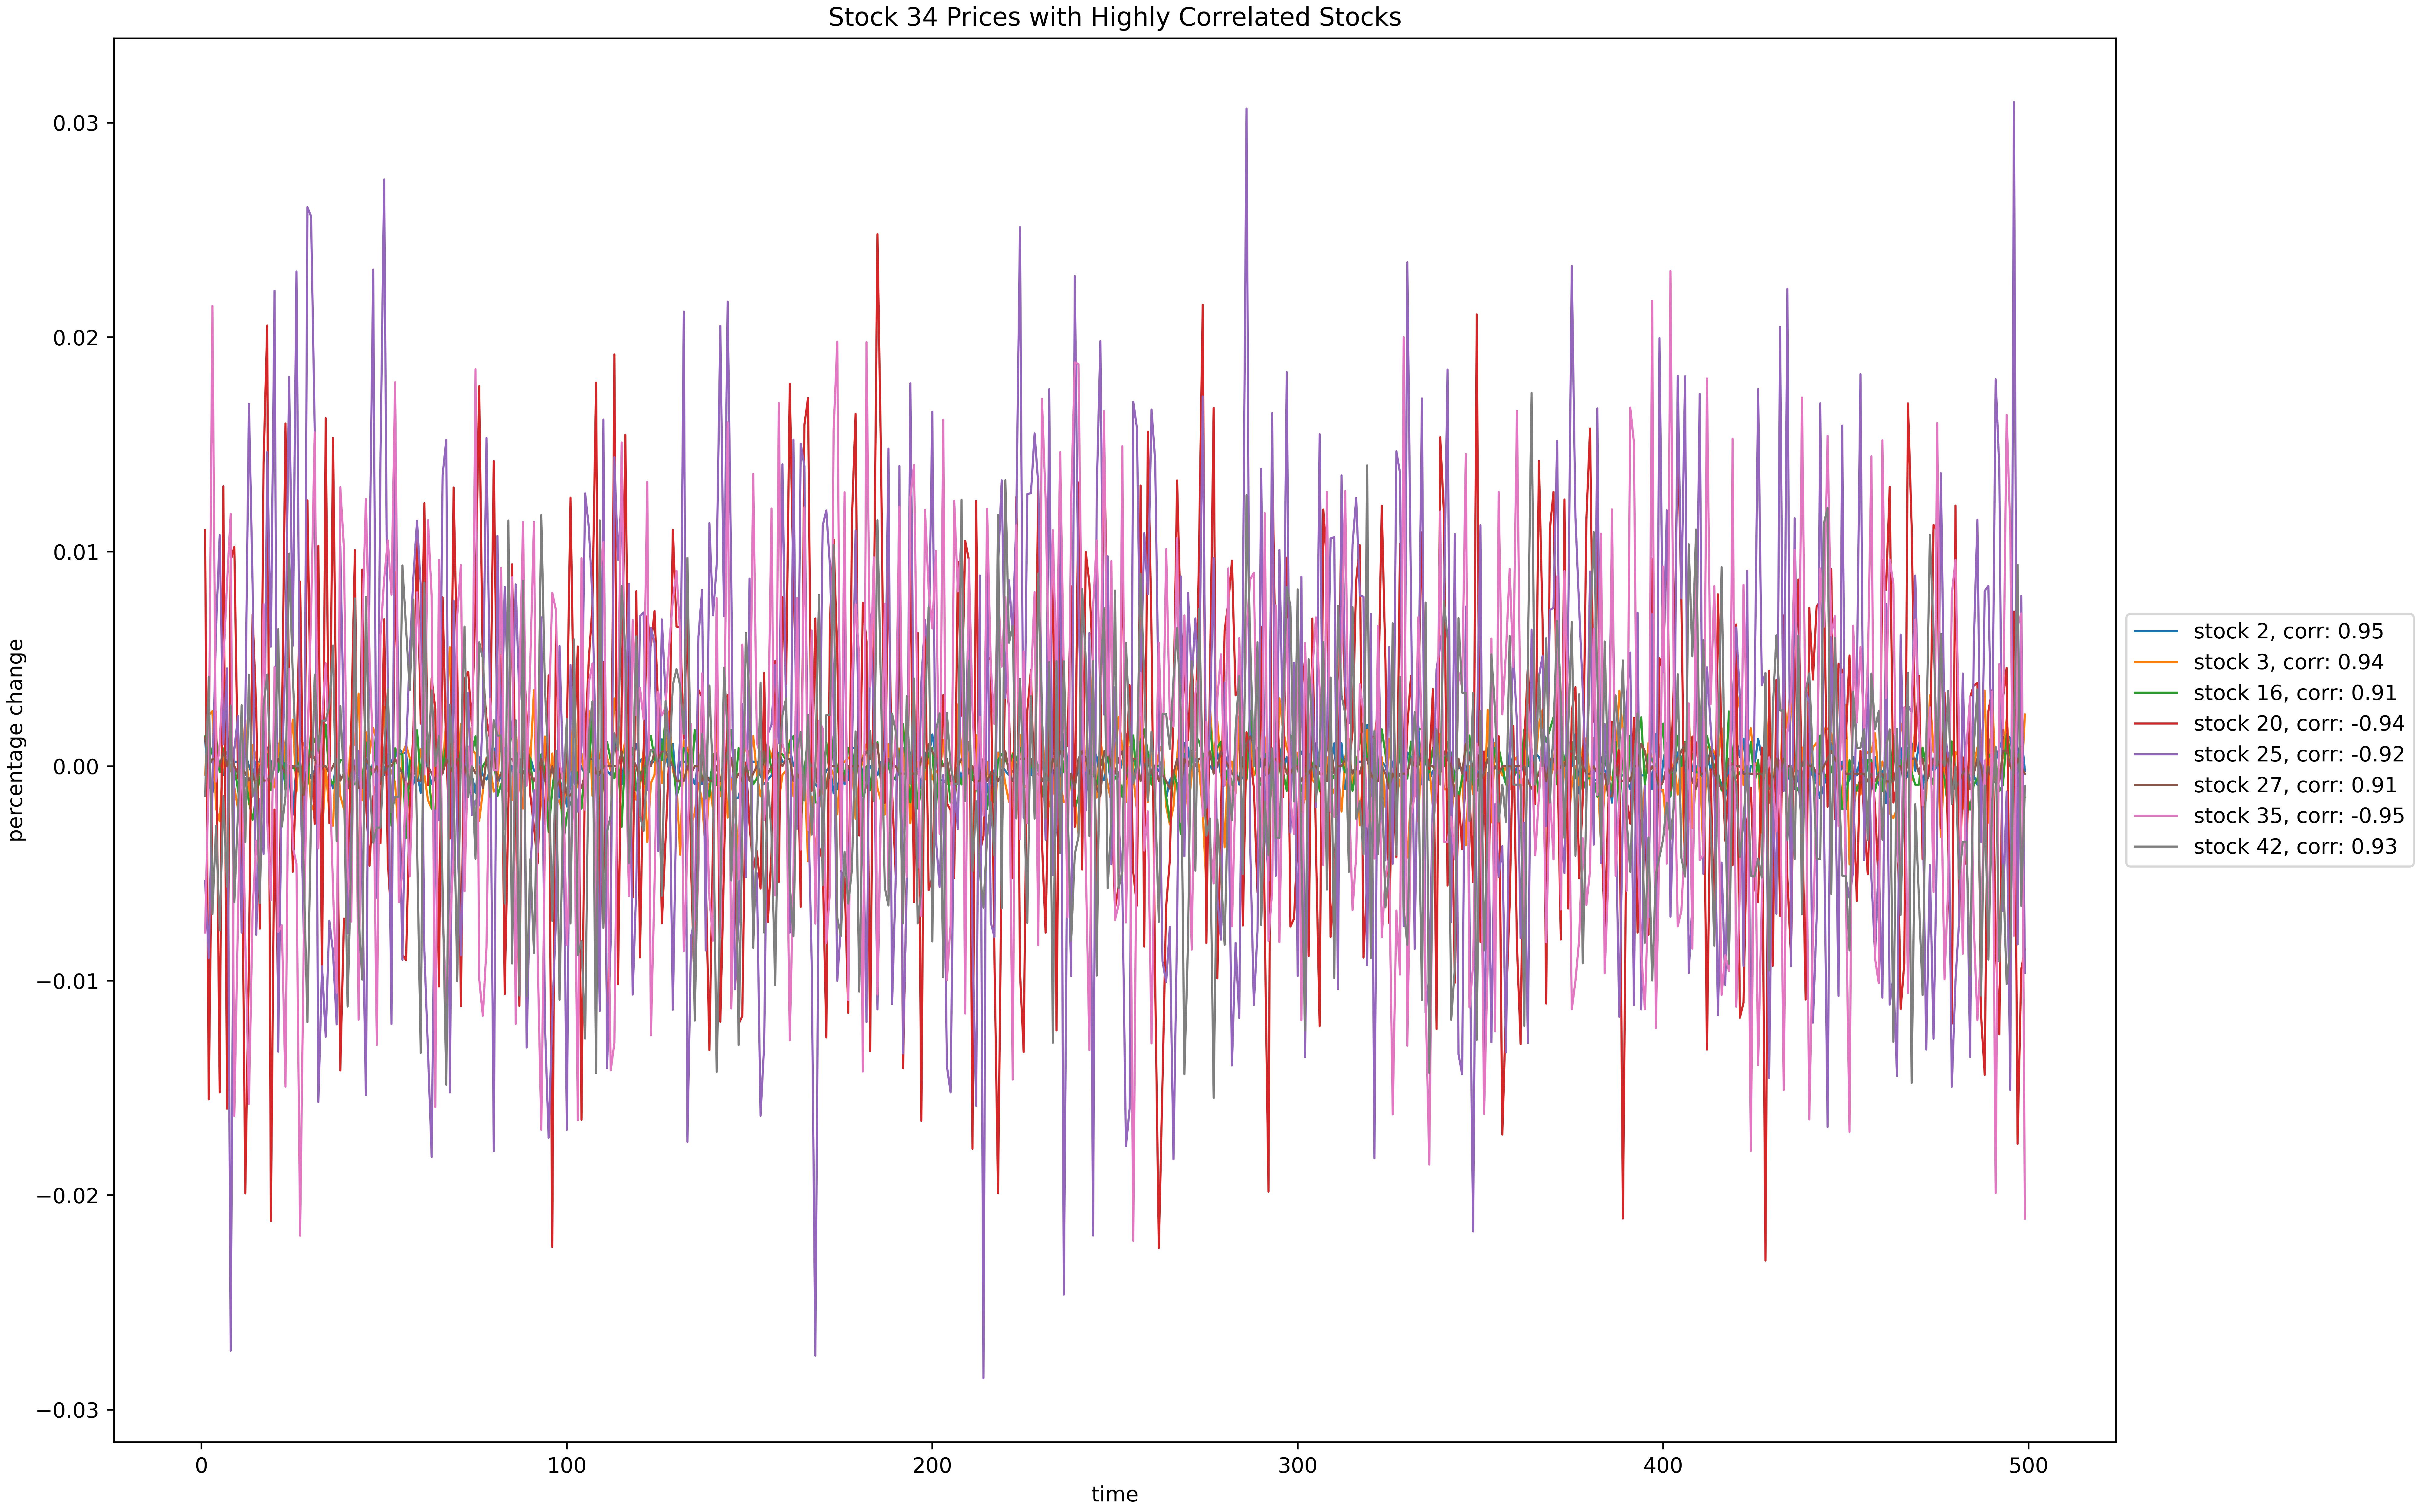 Stock 34 Prices with Highly Correlated Stocks
percentage change
0.03
0.02
0.01
0.00
−0.01
−0.02
−0.03
0
100
200
300
400
500
time
stock 2, corr: 0.95
stock 3, corr: 0.94
stock 16, corr: 0.91
stock 20, corr: -0.94
stock 25, corr: -0.92
stock 27, corr: 0.91
stock 35, corr: -0.95
stock 42, corr: 0.93